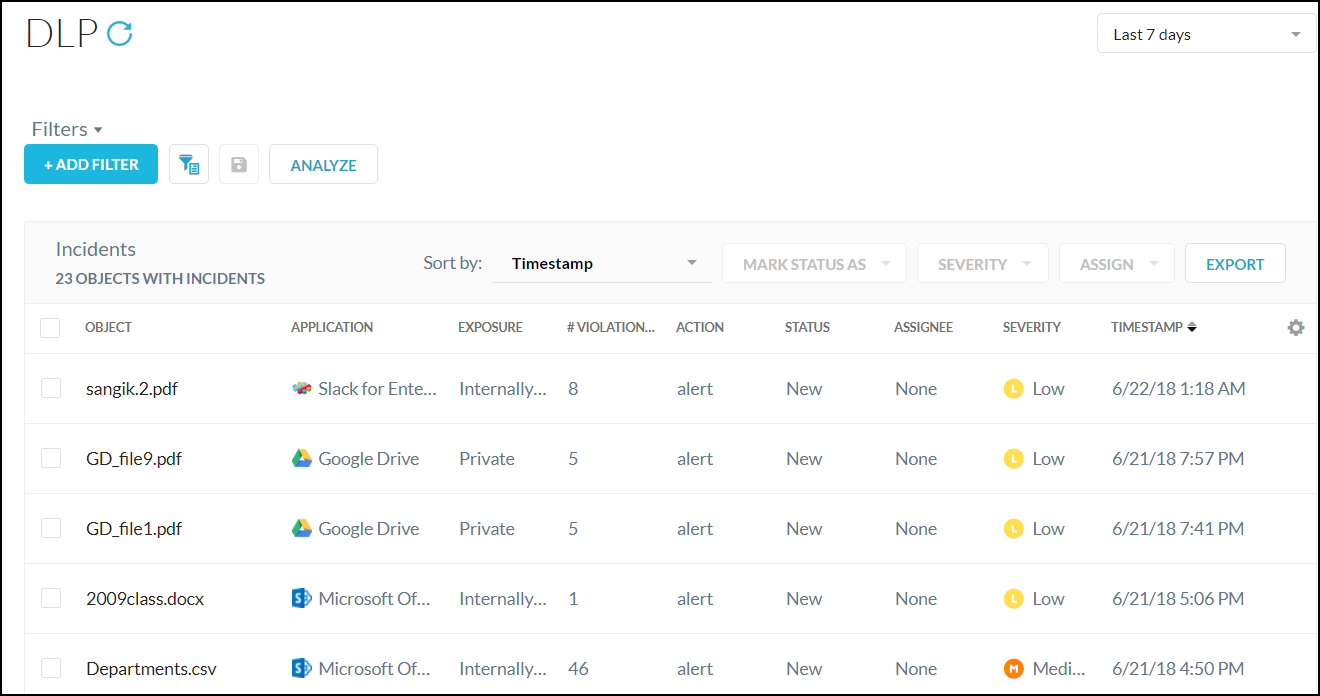 DLP
Last 7 days
Filters
+ ADD FILTER
ANALYZE
Incidents
23 OBJECTS WITH INCIDENTS
Sort by: Timestamp
MARK STATUS AS
SEVERITY
ASSIGN
EXPORT
OBJECT APPLICATION EXPOSURE # VIOLATION... ACTION STATUS ASSIGNEE SEVERITY TIMESTAMP
sangik.2.pdf Slack for Ente... Internally... 8 alert New None L Low 6/22/18 1:18 AM
GD_file9.pdf Google Drive Private 5 alert New None L Low 6/21/18 7:57 PM
GD_file1.pdf Google Drive Private 5 alert New None L Low 6/21/18 7:41 PM
2009class.docx S Microsoft Of... Internally... 1 alert New None L Low 6/21/18 5:06 PM
Departments.csv S Microsoft Of... Internally... 46 alert New None M Medi... 6/21/18 4:50 PM